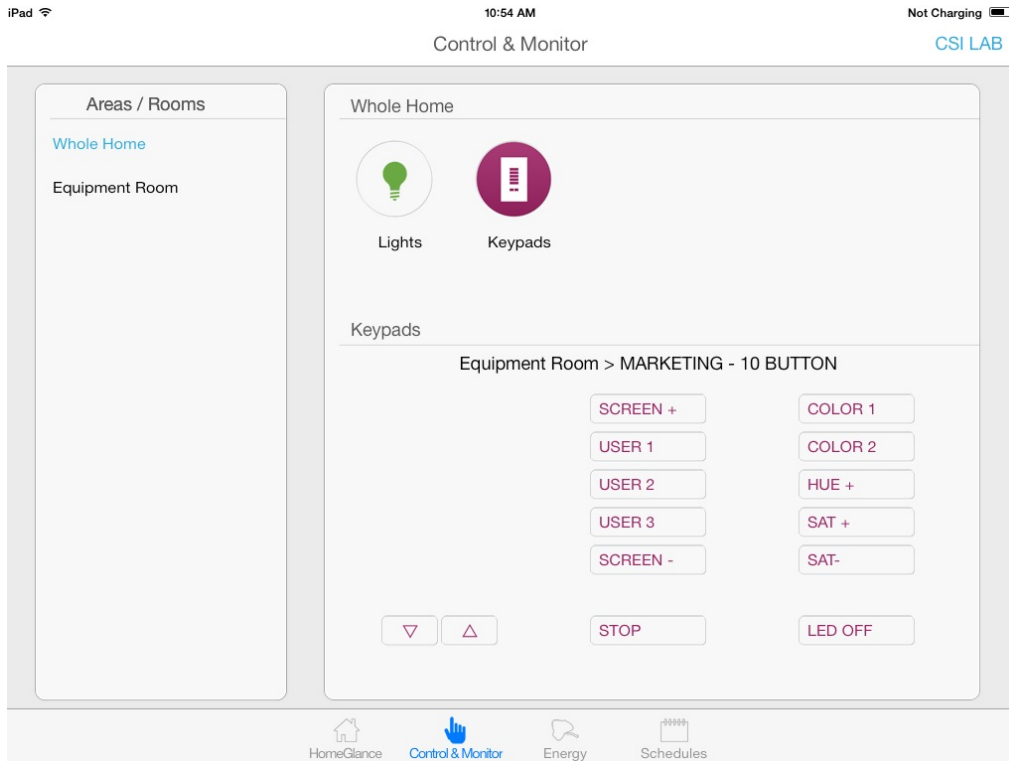 iPad 10:54 AM Not Charging
Control & Monitor CSI LAB
Areas / Rooms
Whole Home
Equipment Room
Whole Home
Lights Keypads
Keypads
Equipment Room > MARKETING - 10 BUTTON
SCREEN + COLOR 1
USER 1 COLOR 2
USER 2 HUE +
USER 3 SAT +
SCREEN - SAT-
STOP LED OFF
HomeGlance Control & Monitor Energy Schedules